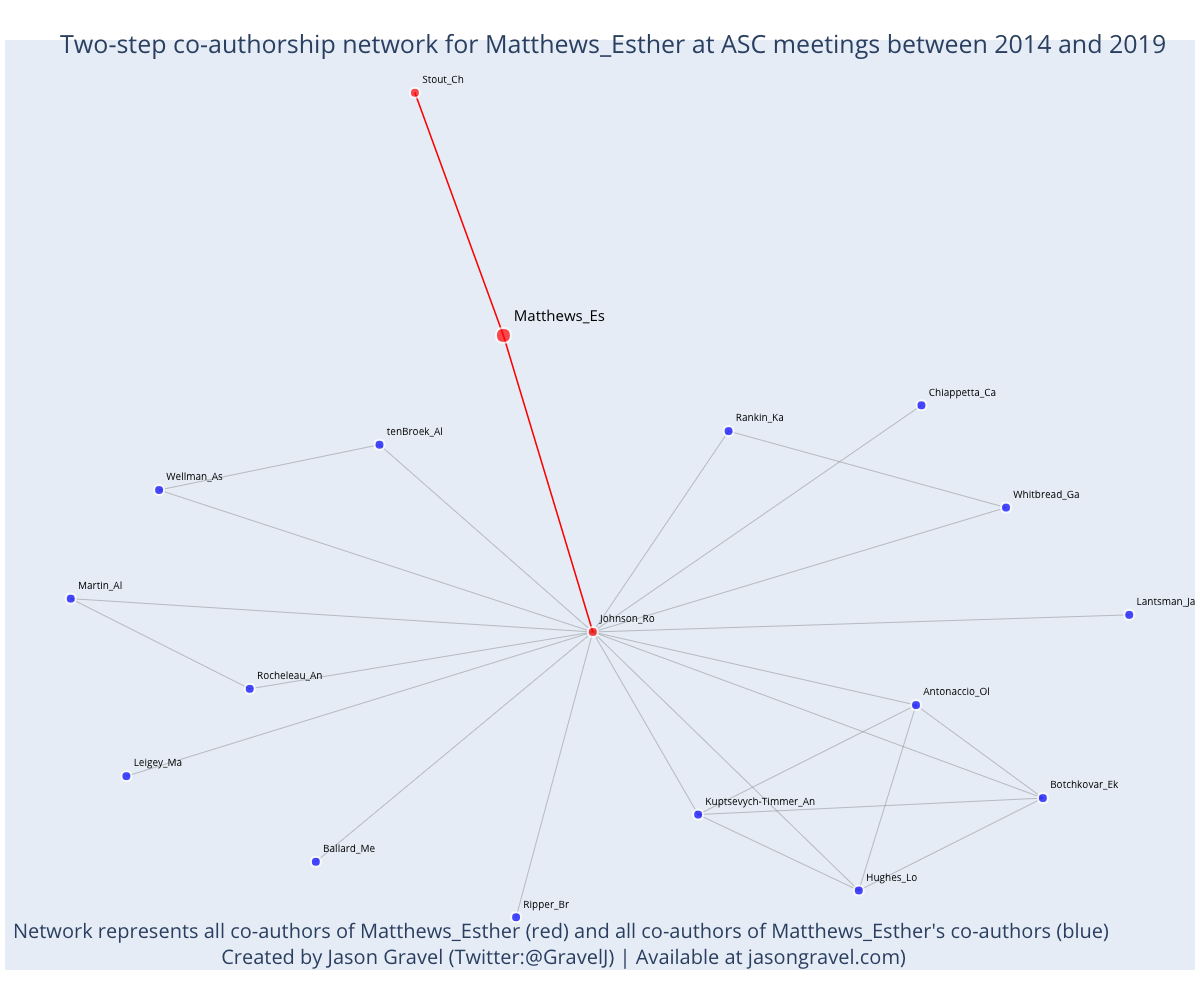 Two-step co-authorship network for Matthews_Esther at ASC meetings between 2014 and 2019
Stout_Ch
Matthews_Es
Chiappetta_Ca
Rankin_Ka
tenBroek_Al
Wellman_As
Whitbread_Ga
Martin_Al
Lantsman_Ja
Johnson_Ro
Rocheleau_An
Antonaccio_Ol
Leigey_Ma
Botchkovar_Ek
Kuptsevych-Timmer_An
Ballard_Me
Hughes_Lo
Ripper_Br
Network represents all co-authors of Matthews_Esther (red) and all co-authors of Matthews_Esther's co-authors (blue)
Created by Jason Gravel (Twitter:@GravelJ) | Available at jasongravel.com)